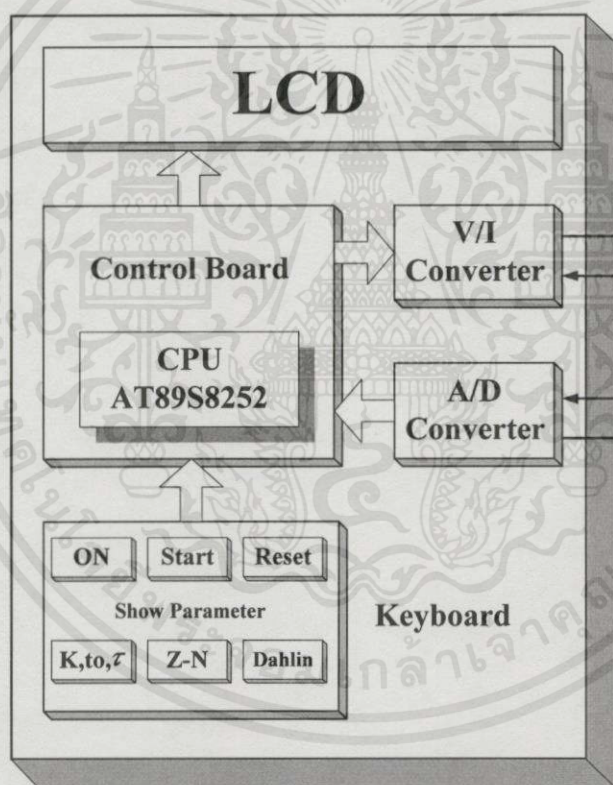 LCD
Control Board
CPU
AT89S8252
V/I
Converter
A/D
Converter
ON Start Reset
Show Parameter
K,to,τ Z-N Dahlin
Keyboard